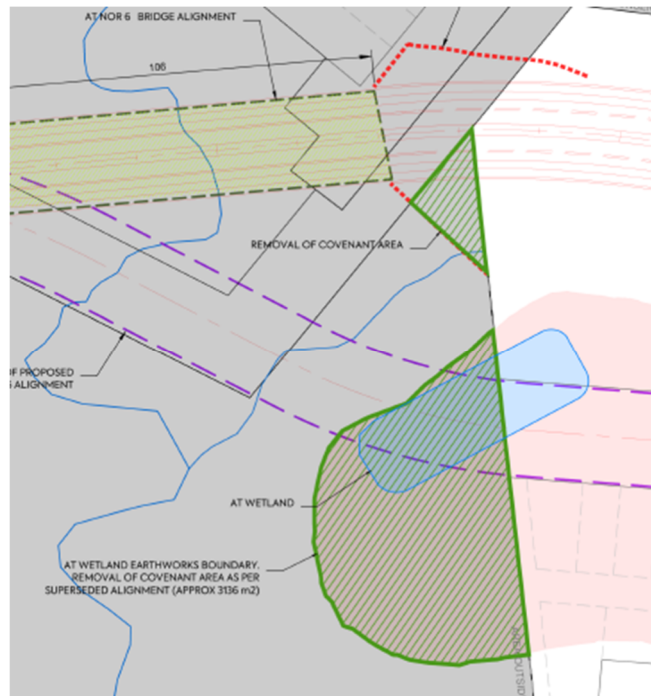 AT NOR 6 BRIDGE ALIGNMENT
106
REMOVAL OF COVENANT AREA
OF PROPOSED
ALIGNMENT
AT WETLAND
AT WETLAND EARTHWORKS BOUNDARY.
REMOVAL OF COVENANT AREA AS PER
SUPERSEDED ALIGNMENT (APPROX 3136 m2)